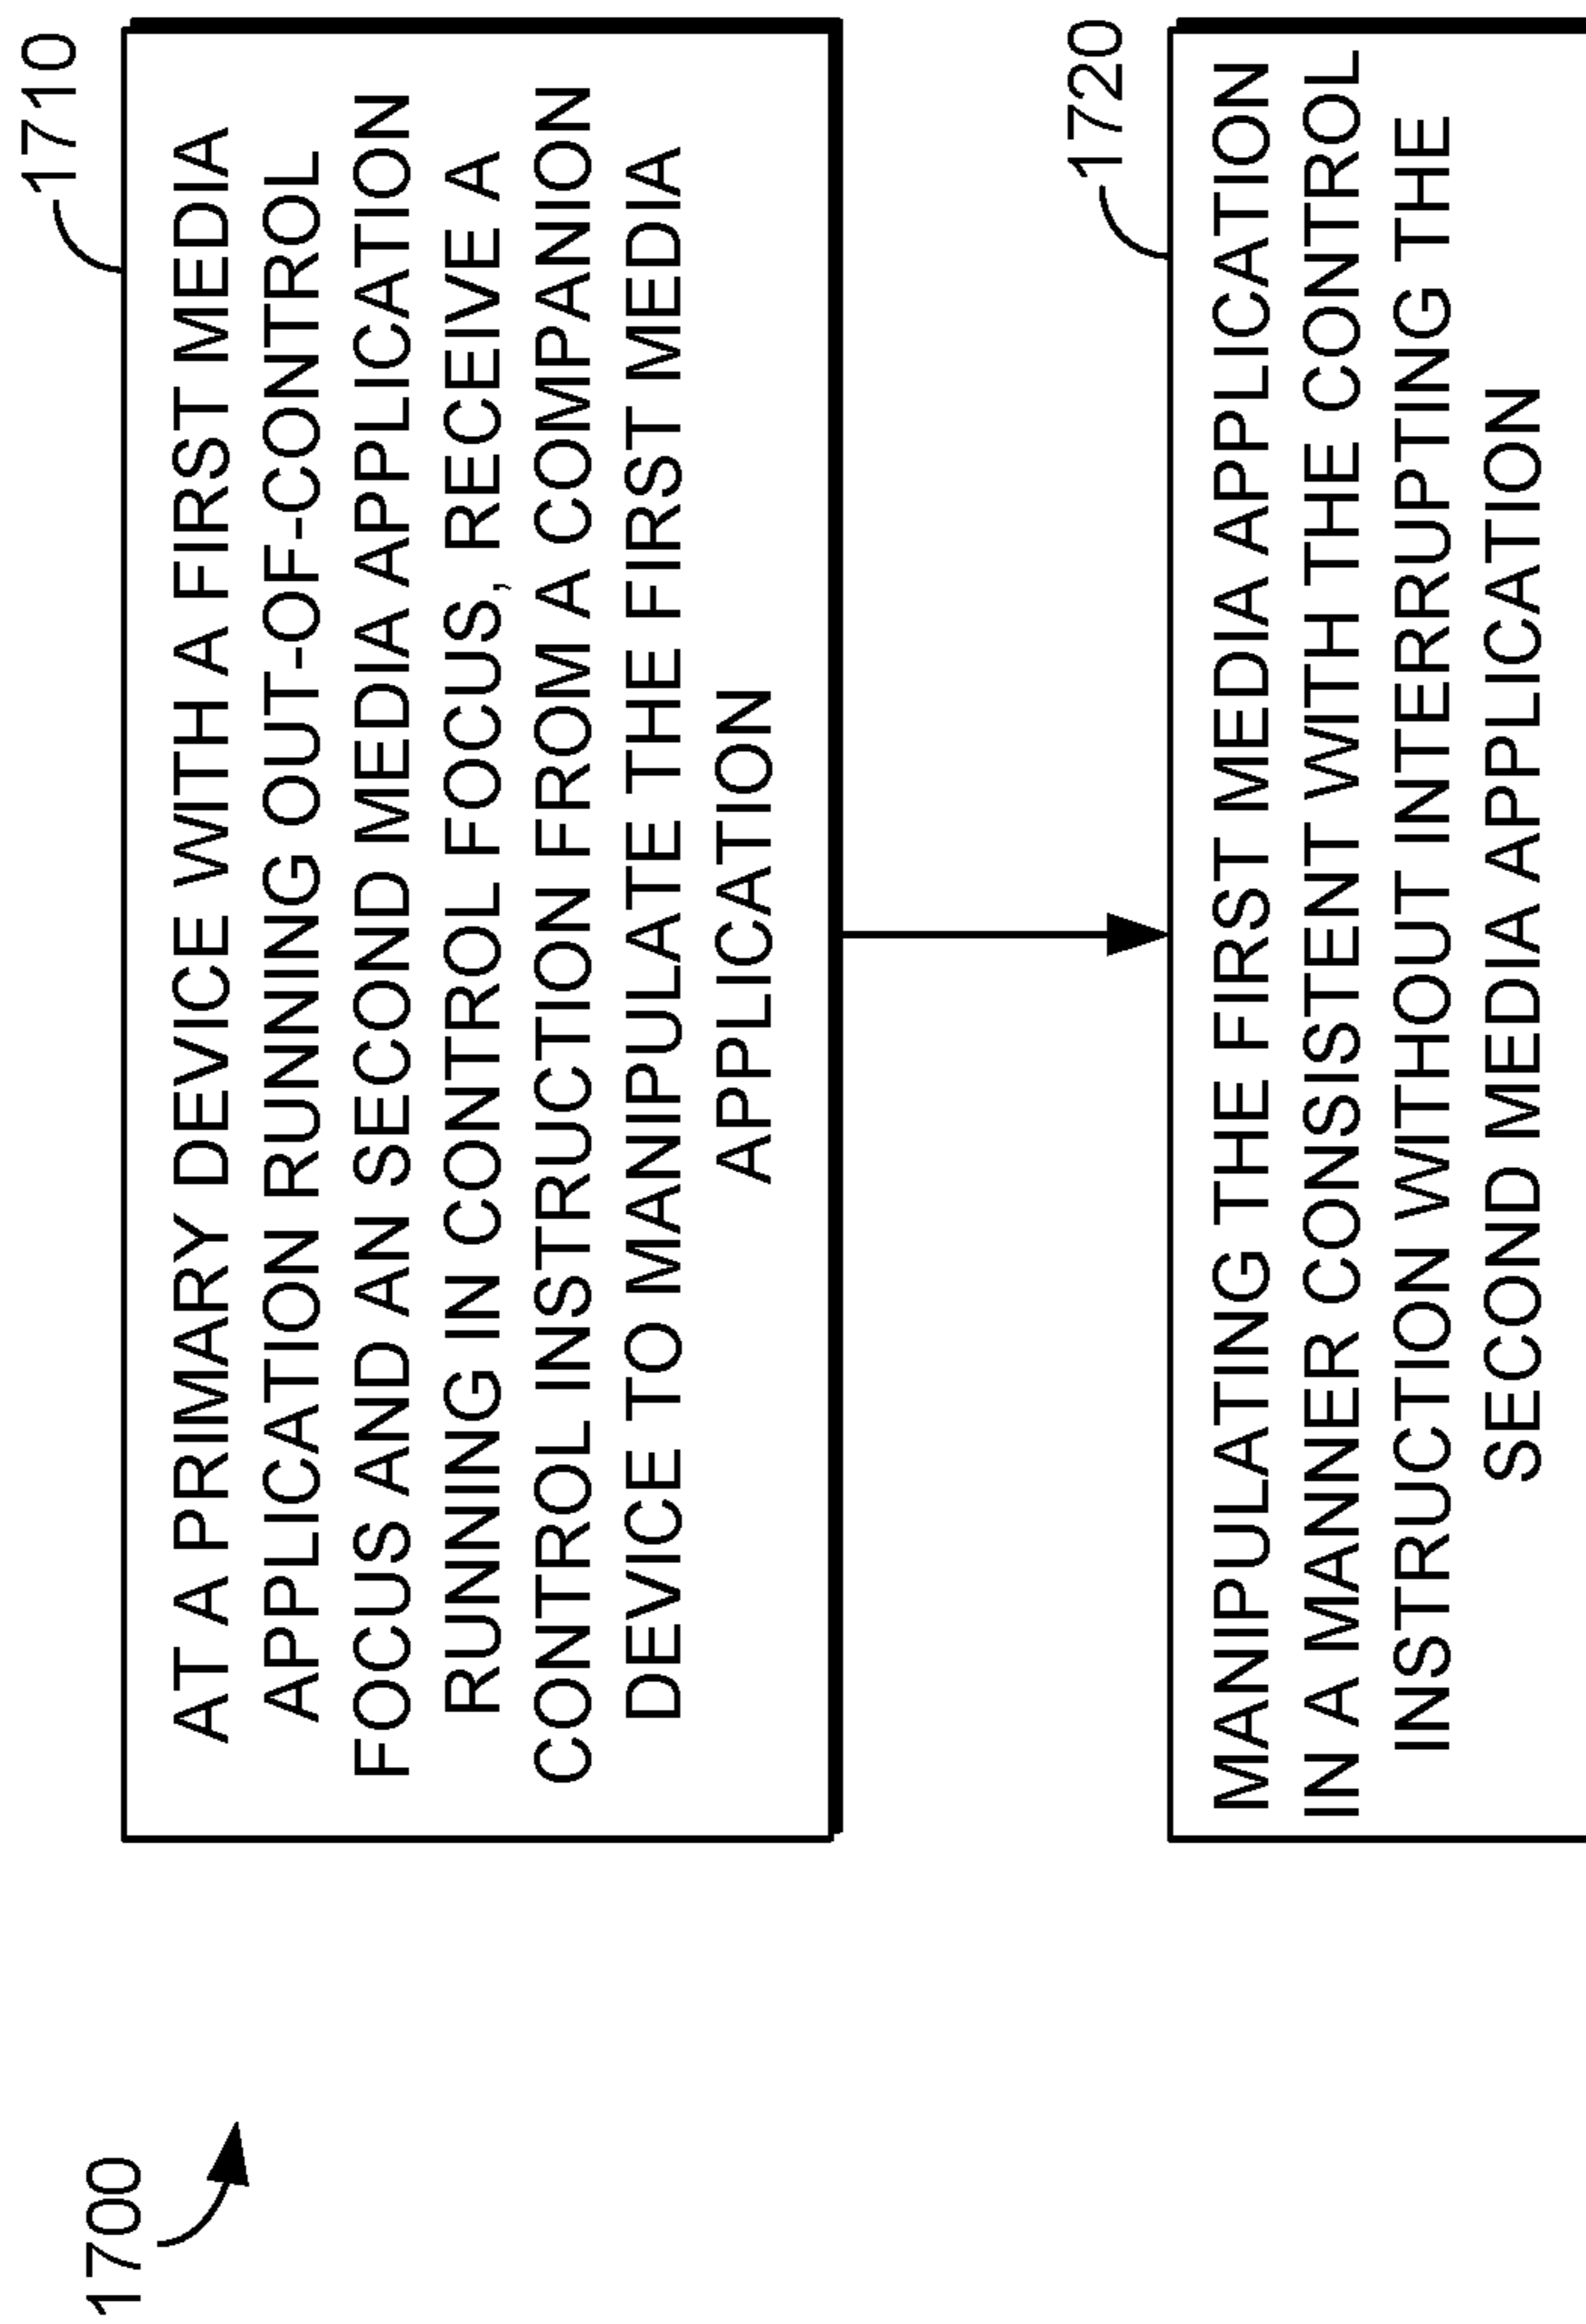 1700
1710
AT A PRIMARY DEVICE WITH A FIRST MEDIA
APPLICATION RUNNING OUT-OF-CONTROL
FOCUS AND AN SECOND MEDIA APPLICATION
RUNNING IN CONTROL FOCUS, RECEIVE A
CONTROL INSTRUCTION FROM A COMPANION
DEVICE TO MANIPULATE THE FIRST MEDIA
APPLICATION
1720
MANIPULATING THE FIRST MEDIA APPLICATION
IN A MANNER CONSISTENT WITH THE CONTROL
INSTRUCTION WITHOUT INTERRUPTING THE
SECOND MEDIA APPLICATION